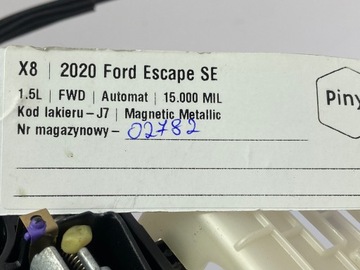 X8 | 2020 Ford Escape SE
1.5L | FWD | Automat | 15.000 MIL
Kod lakieru – J7 | Magnetic Metallic
Nr magazynowy – 02782
Piny